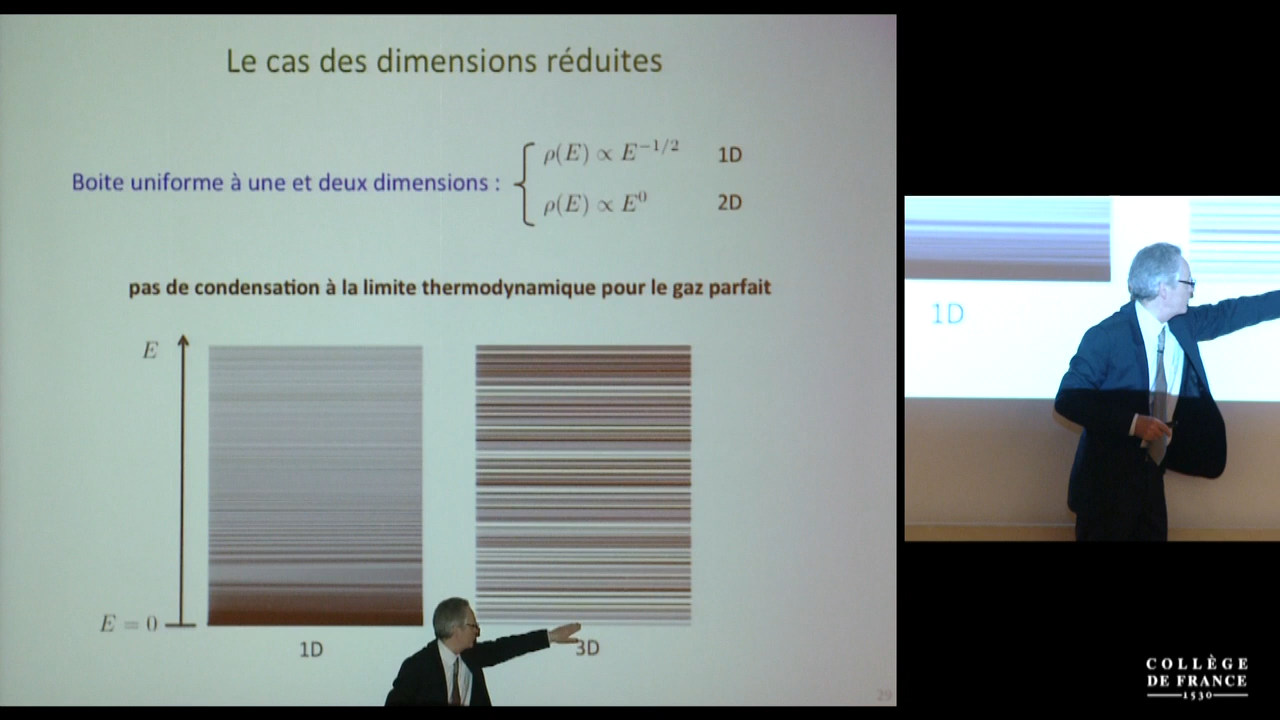 Le cas des dimensions réduites
Boite uniforme à une et deux dimensions :
ρ(E) ∝ E^{-1/2} 1D
ρ(E) ∝ E^0 2D
pas de condensation à la limite thermodynamique pour le gaz parfait
E
E = 0
1D
3D
29
1D
COLLÈGE
DE FRANCE
1530